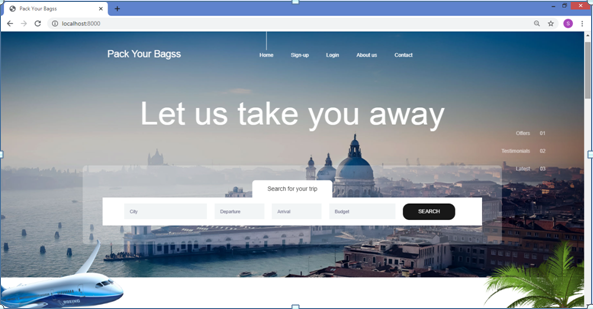 Pack Your Bagss
localhost:8000
Pack Your Bagss
Home Sign-up Login About us Contact
Let us take you away
Offers 01
Testimonials 02
Latest 03
Search for your trip
City Departure Arrival Budget SEARCH